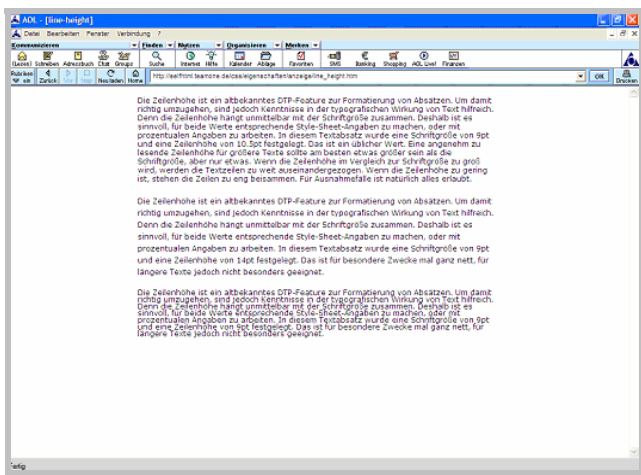 AOL - [line-height]
Datei Bearbeiten Fenster Verbindung ?
Kommunizieren Finden Nutzen Organisieren Merken
(Leeres) Schreiben Adressbuch Chat Groups Suche Internet Hilfe Kalender Ablage Favoriten SMS Banking Shopping AOL Live! Finanzen
Rubriken ein Zurück Vor Stop Neu laden Home http://selfhtml.teamone.de/css/eigenschaften/anzeige/line_height.htm OK Drucken
Die Zeilenhöhe ist ein altbekanntes DTP-Feature zur Formatierung von Absätzen. Um damit
richtig umzugehen, sind jedoch Kenntnisse in der typografischen Wirkung von Text hilfreich.
Denn die Zeilenhöhe hängt unmittelbar mit der Schriftgröße zusammen. Deshalb ist es
sinnvoll, für beide Werte entsprechende Style-Sheet-Angaben zu machen, oder mit
prozentualen Angaben zu arbeiten. In diesem Textabsatz wurde eine Schriftgröße von 9pt
und eine Zeilenhöhe von 10.5pt festgelegt. Das ist ein üblicher Wert. Eine angenehm zu
lesende Zeilenhöhe für größere Texte sollte am besten etwas größer sein als die
Schriftgröße, aber nur etwas. Wenn die Zeilenhöhe im Vergleich zur Schriftgröße zu groß
wird, werden die Textzeilen zu weit auseinandergezogen. Wenn die Zeilenhöhe zu gering
ist, stehen die Zeilen zu eng beisammen. Für Ausnahmefälle ist natürlich alles erlaubt.
Die Zeilenhöhe ist ein altbekanntes DTP-Feature zur Formatierung von Absätzen. Um damit
richtig umzugehen, sind jedoch Kenntnisse in der typografischen Wirkung von Text hilfreich.
Denn die Zeilenhöhe hängt unmittelbar mit der Schriftgröße zusammen. Deshalb ist es
sinnvoll, für beide Werte entsprechende Style-Sheet-Angaben zu machen, oder mit
prozentualen Angaben zu arbeiten. In diesem Textabsatz wurde eine Schriftgröße von 9pt
und eine Zeilenhöhe von 14pt festgelegt. Das ist für besondere Zwecke mal ganz nett, für
längere Texte jedoch nicht besonders geeignet.
Die Zeilenhöhe ist ein altbekanntes DTP-Feature zur Formatierung von Absätzen. Um damit
richtig umzugehen, sind jedoch Kenntnisse in der typografischen Wirkung von Text hilfreich.
Denn die Zeilenhöhe hängt unmittelbar mit der Schriftgröße zusammen. Deshalb ist es
sinnvoll, für beide Werte entsprechende Style-Sheet-Angaben zu machen, oder mit
prozentualen Angaben zu arbeiten. In diesem Textabsatz wurde eine Schriftgröße von 9pt
und eine Zeilenhöhe von 9pt festgelegt. Das ist für besondere Zwecke mal ganz nett, für
längere Texte jedoch nicht besonders geeignet.
Fertig